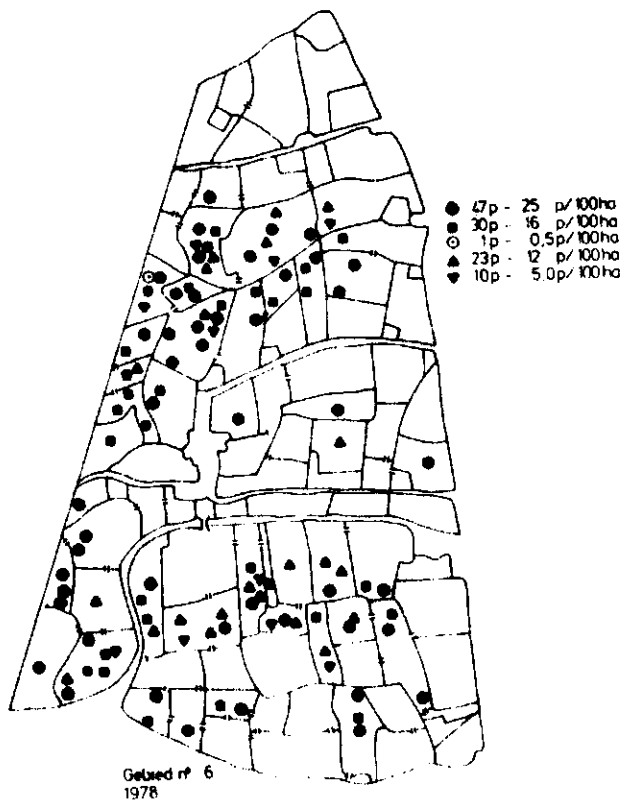 ● 47p - 25 p/100ha
■ 30p - 16 p/100ha
⊙ 1p - 0,5p/100ha
▲ 23p - 12 p/100ha
▼ 10p - 5.0p/100ha
Gebied nº 6
1978